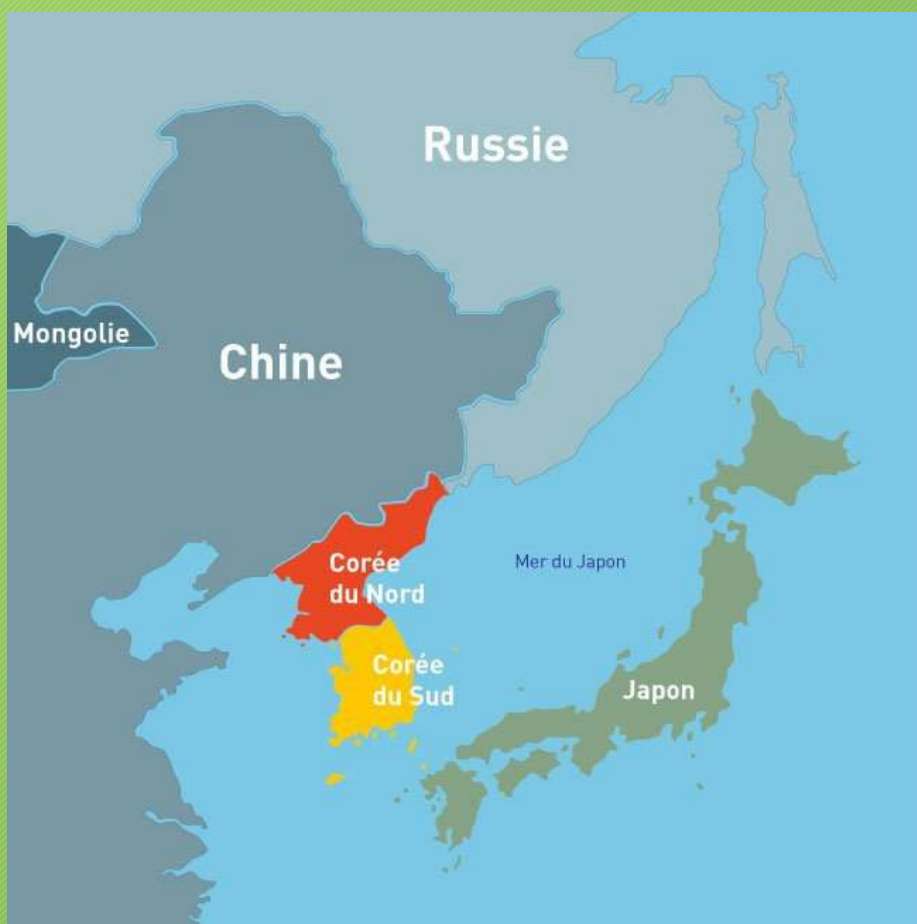 Russie
Mongolie
Chine
Corée
du Nord
Mer du Japon
Corée
du Sud
Japon